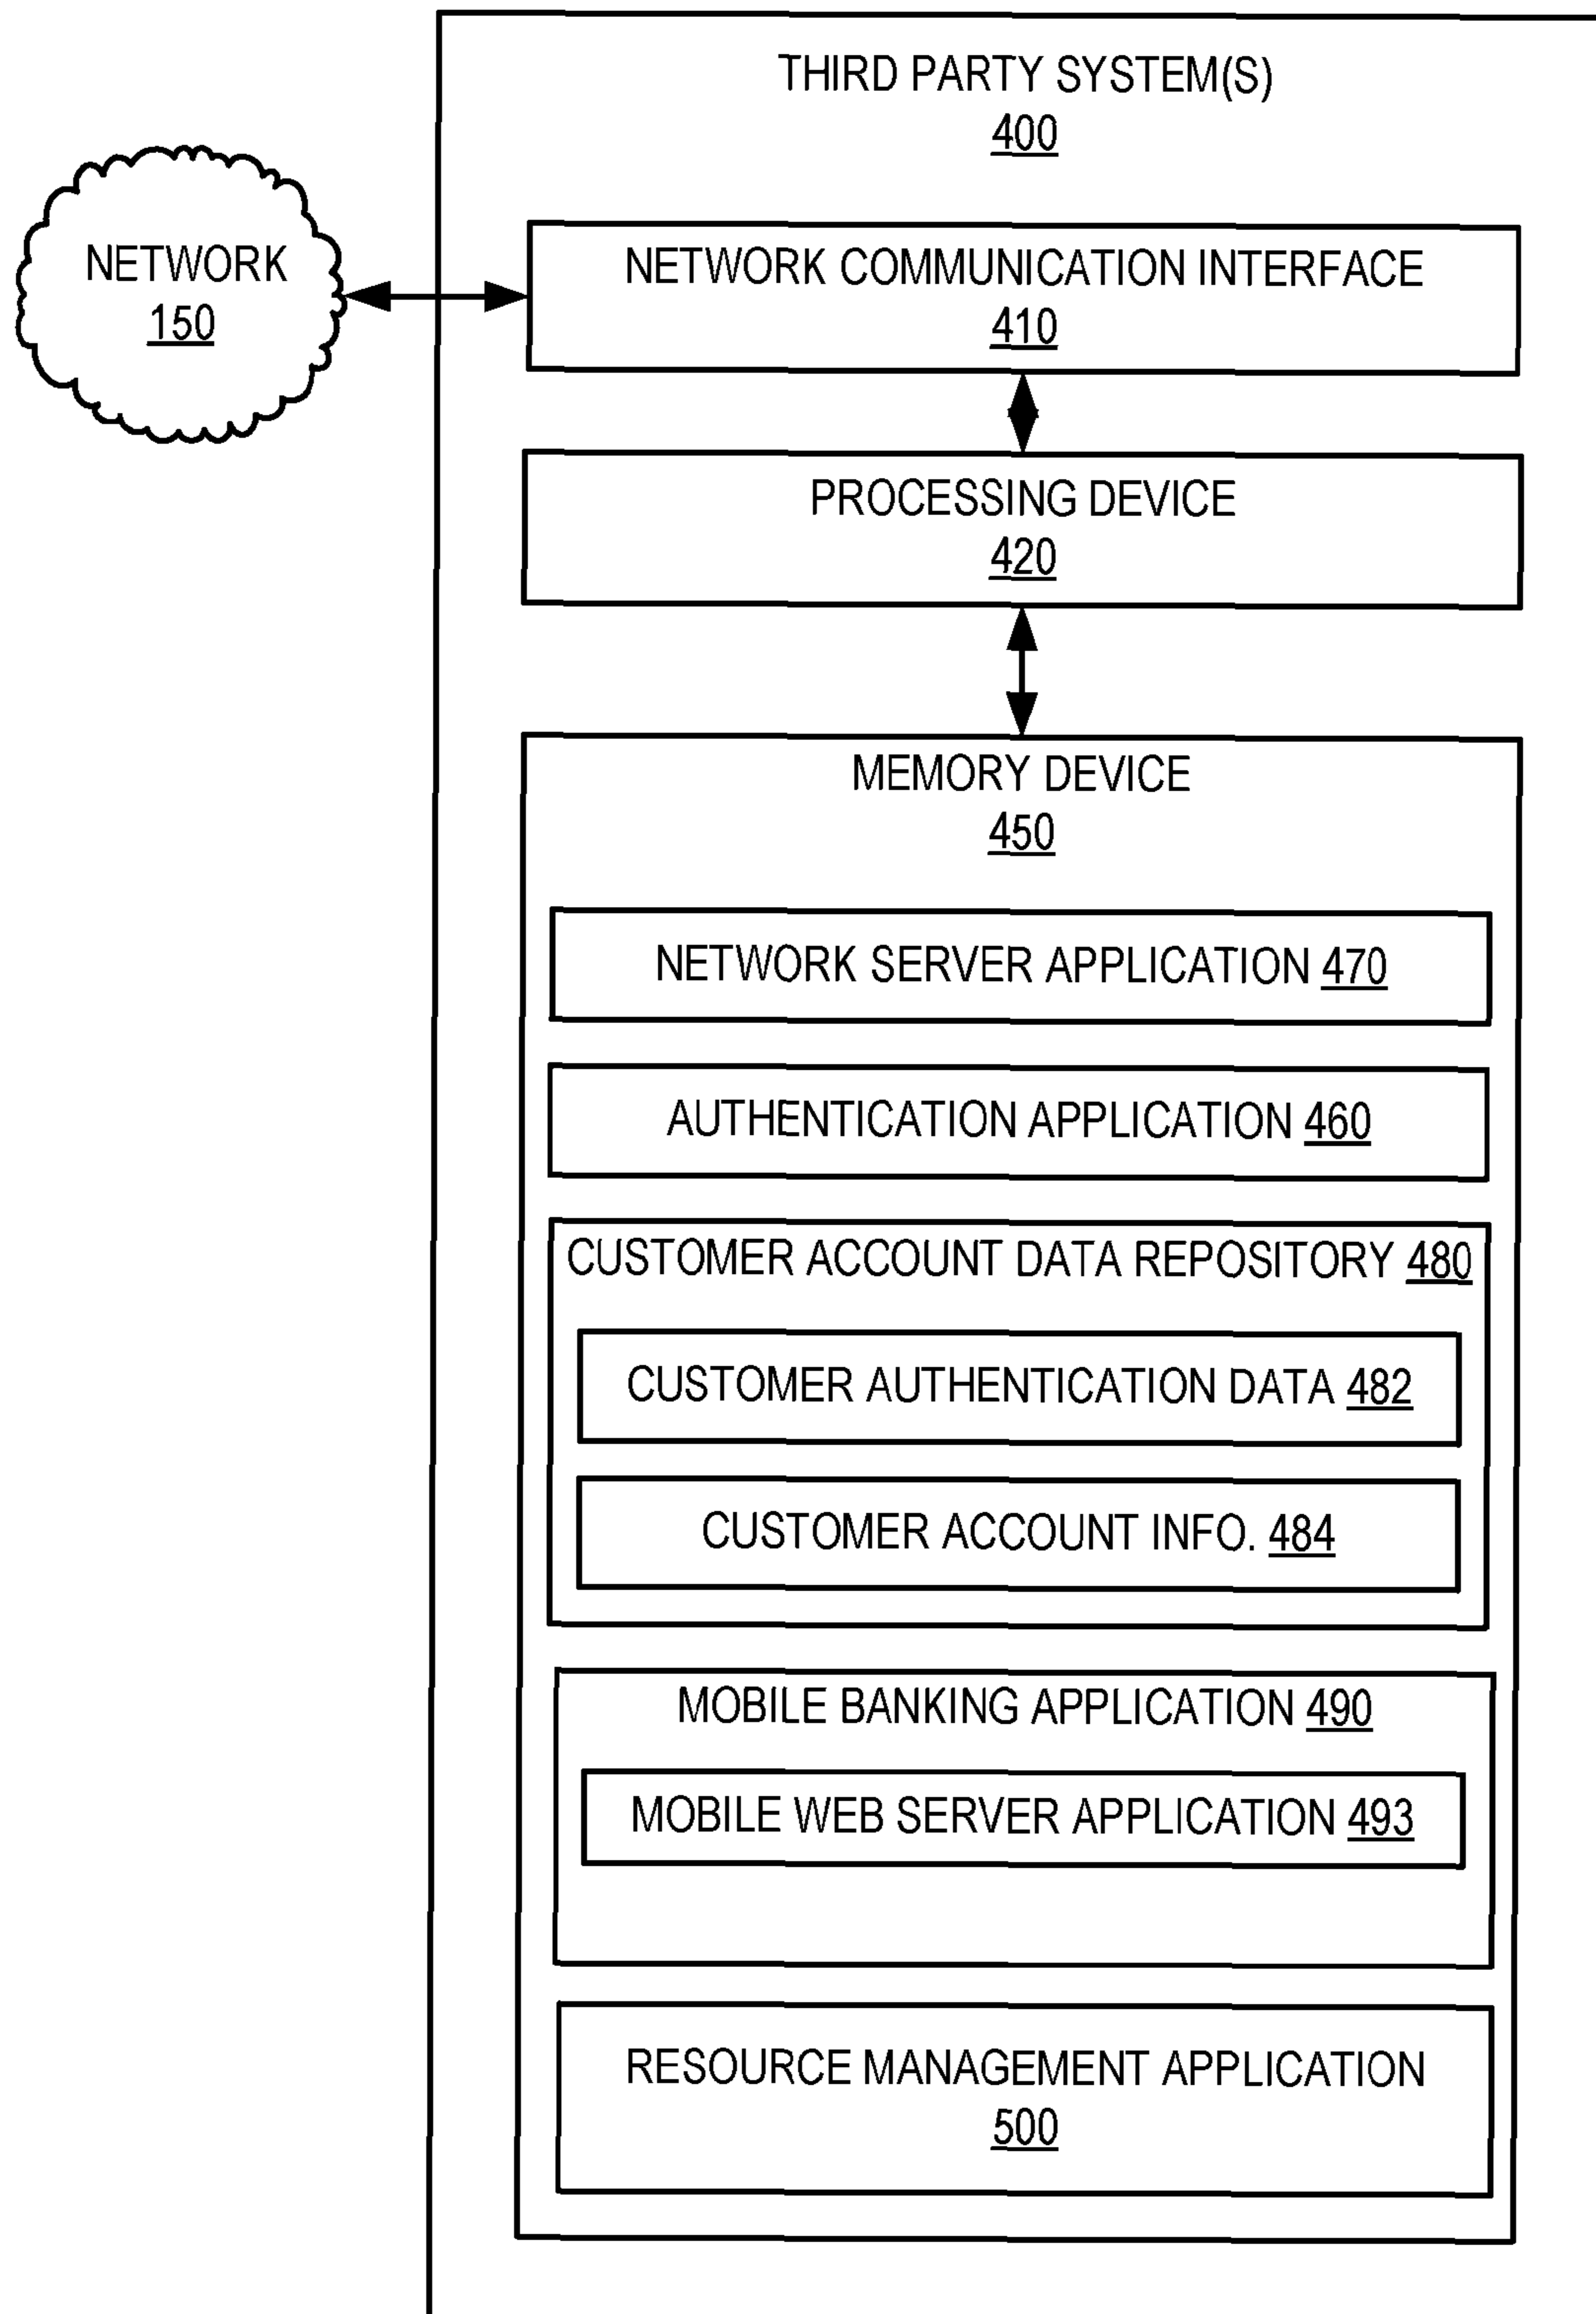 THIRD PARTY SYSTEM(S)
400
NETWORK
150
NETWORK COMMUNICATION INTERFACE
410
PROCESSING DEVICE
420
MEMORY DEVICE
450
NETWORK SERVER APPLICATION 470
AUTHENTICATION APPLICATION 460
CUSTOMER ACCOUNT DATA REPOSITORY 480
CUSTOMER AUTHENTICATION DATA 482
CUSTOMER ACCOUNT INFO. 484
MOBILE BANKING APPLICATION 490
MOBILE WEB SERVER APPLICATION 493
RESOURCE MANAGEMENT APPLICATION
500